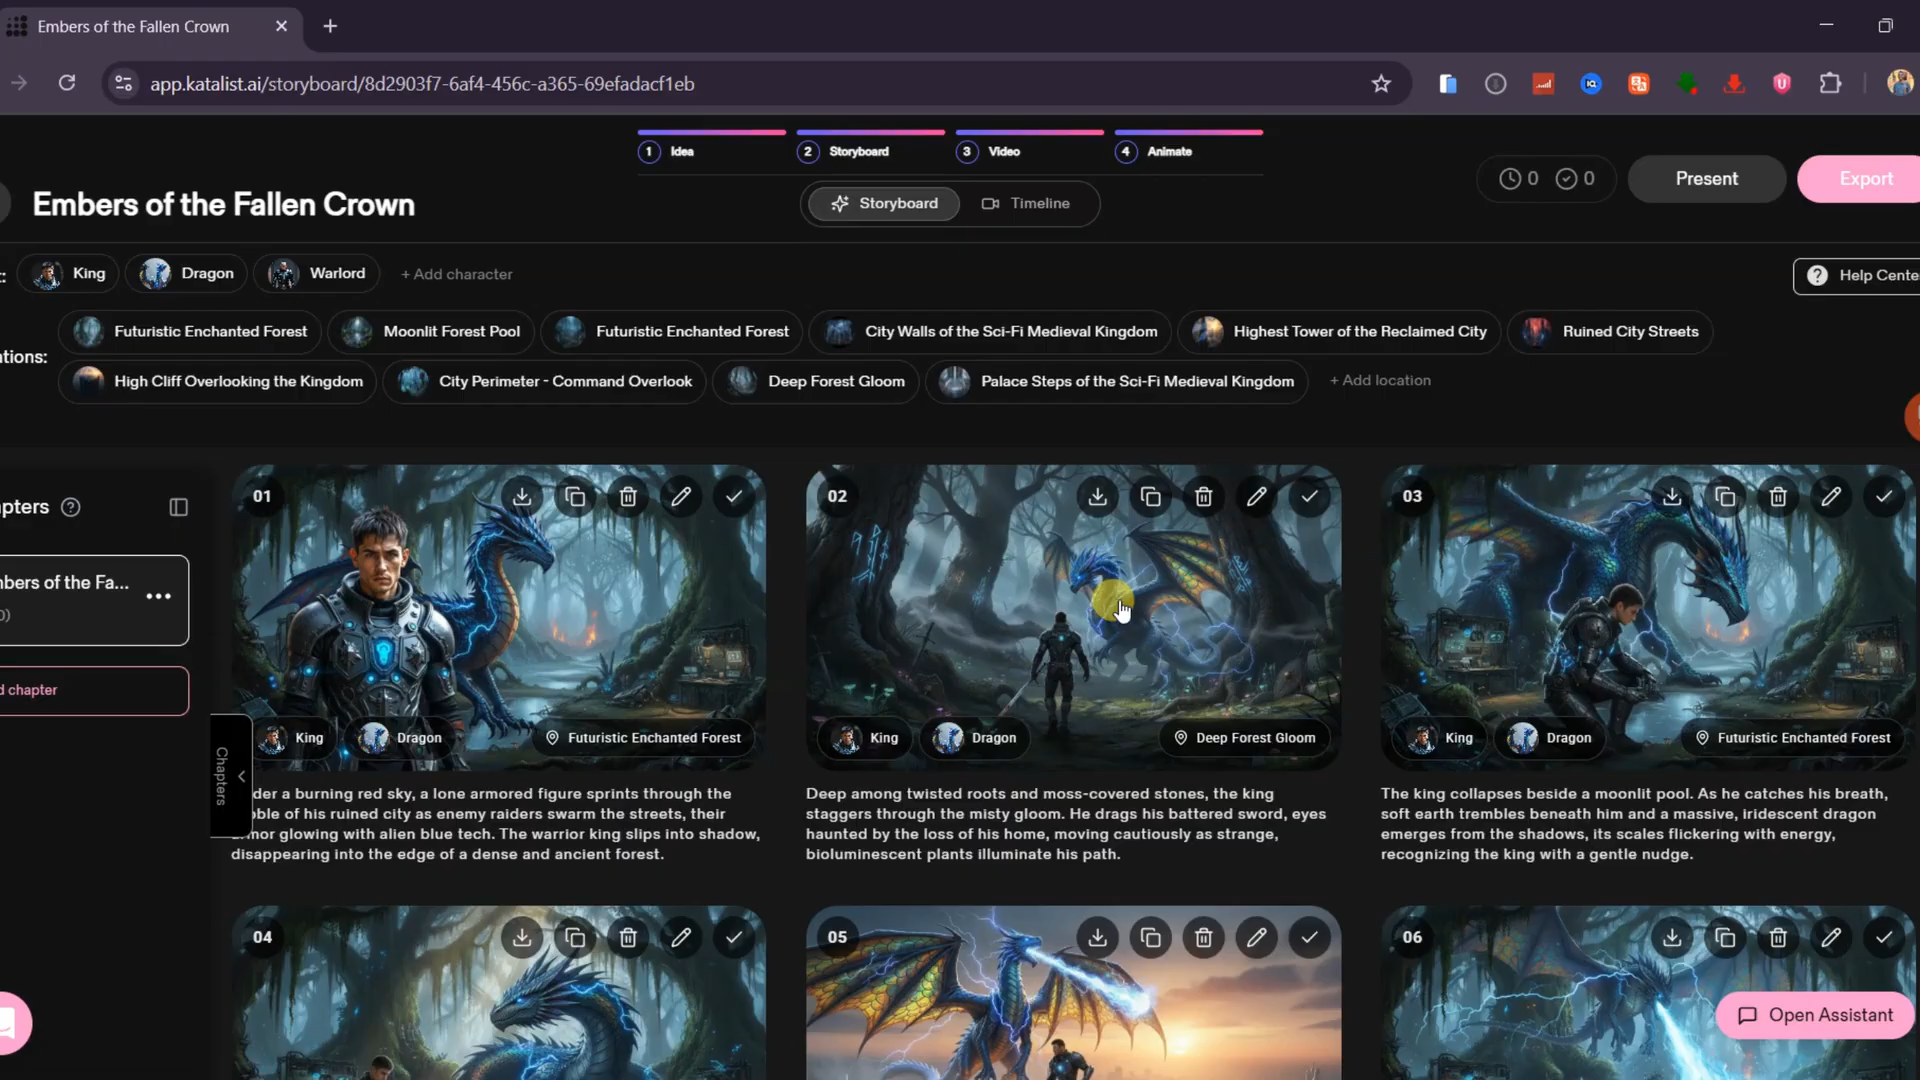 Embers of the Fallen Crown
app.katalist.ai/storyboard/8d2903f7-6af4-456c-a365-69efadacf1eb
1 Idea
2 Storyboard
3 Video
4 Animate
Embers of the Fallen Crown
Storyboard
Timeline
0 0
Present
Export
King
Dragon
Warlord
+ Add character
? Help Cente
ations:
Futuristic Enchanted Forest
Moonlit Forest Pool
Futuristic Enchanted Forest
City Walls of the Sci-Fi Medieval Kingdom
Highest Tower of the Reclaimed City
Ruined City Streets
High Cliff Overlooking the Kingdom
City Perimeter - Command Overlook
Deep Forest Gloom
Palace Steps of the Sci-Fi Medieval Kingdom
+ Add location
apters ?
mbers of the Fa...
0)
d chapter
Chapters
01
King
Dragon
Futuristic Enchanted Forest
der a burning red sky, a lone armored figure sprints through the
bble of his ruined city as enemy raiders swarm the streets, their
rmor glowing with alien blue tech. The warrior king slips into shadow,
disappearing into the edge of a dense and ancient forest.
02
King
Dragon
Deep Forest Gloom
Deep among twisted roots and moss-covered stones, the king
staggers through the misty gloom. He drags his battered sword, eyes
haunted by the loss of his home, moving cautiously as strange,
bioluminescent plants illuminate his path.
03
King
Dragon
Futuristic Enchanted Forest
The king collapses beside a moonlit pool. As he catches his breath,
soft earth trembles beneath him and a massive, iridescent dragon
emerges from the shadows, its scales flickering with energy,
recognizing the king with a gentle nudge.
04
05
06
Open Assistant